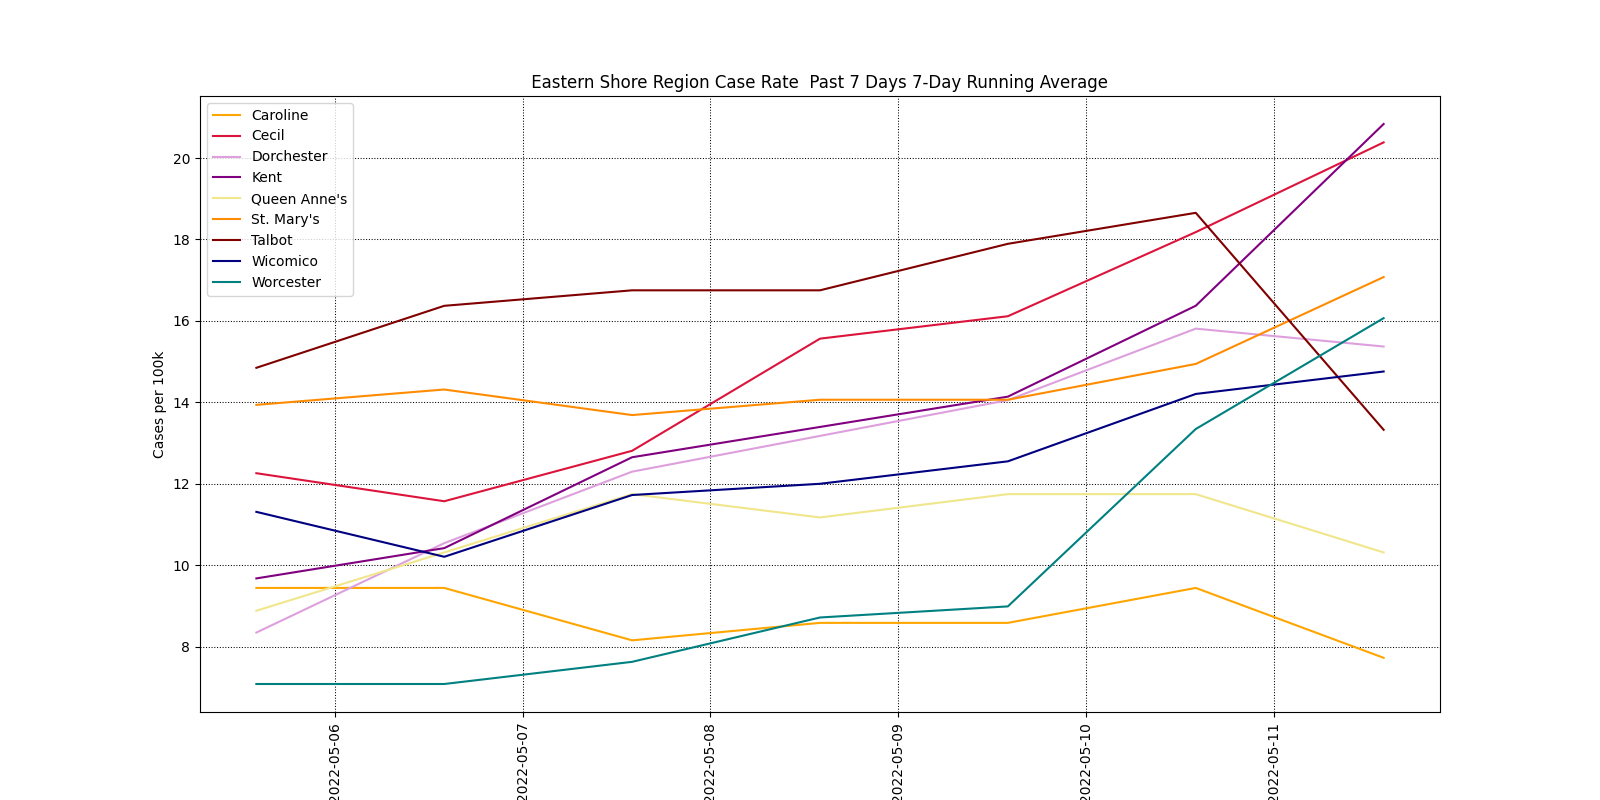 Eastern Shore Region Case Rate  Past 7 Days 7-Day Running Average
Caroline
Cecil
Dorchester
Kent
Queen Anne's
St. Mary's
Talbot
Wicomico
Worcester
Cases per 100k
20
18
16
14
12
10
8
2022-05-06
2022-05-07
2022-05-08
2022-05-09
2022-05-10
2022-05-11